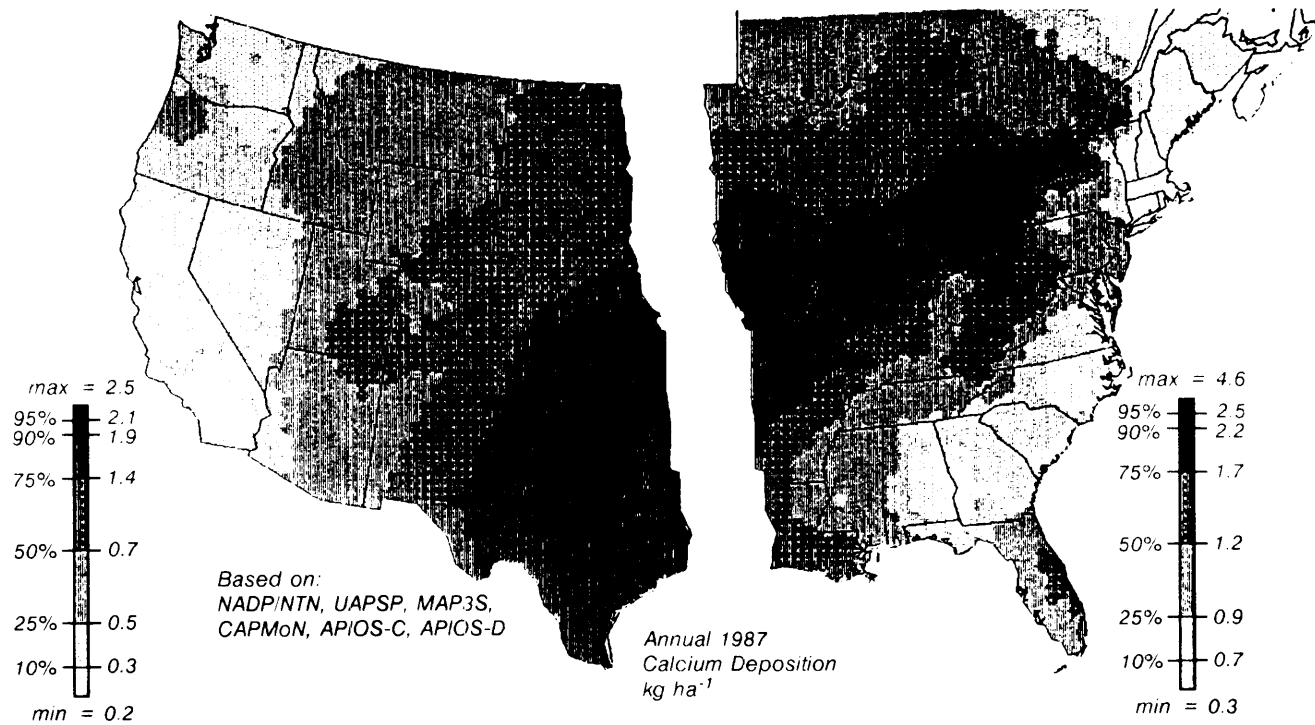 max = 2.5
95% 2.1
90% 1.9
75% 1.4
50% 0.7
25% 0.5
10% 0.3
min = 0.2
Based on:
NADP/NTN, UAPSP, MAP3S,
CAPMoN, APIOS-C, APIOS-D
Annual 1987
Calcium Deposition
kg ha⁻¹
max = 4.6
95% 2.5
90% 2.2
75% 1.7
50% 1.2
25% 0.9
10% 0.7
min = 0.3